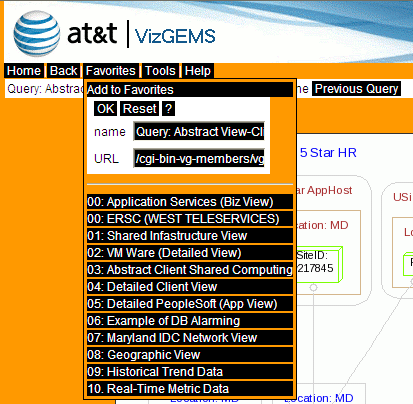 at&t VizGEMS
Home Back Favorites Tools Help
Query: Abstrac Previous Query
Add to Favorites
OK Reset ?
name Query: Abstract View-Cl
URL /cgi-bin-vg-members/vg
00: Application Services (Biz View)
00: ERSC (WEST TELESERVICES)
01: Shared Infastructure View
02: VM Ware (Detailed View)
03: Abstract Client Shared Computing
04: Detailed Client View
05: Detailed PeopleSoft (App View)
06: Example of DB Alarming
07: Maryland IDC Network View
08: Geographic View
09: Historical Trend Data
10. Real-Time Metric Data
5 Star HR
ar AppHost
USi
cation: MD
Lo
SiteID:
217845
Location: MD